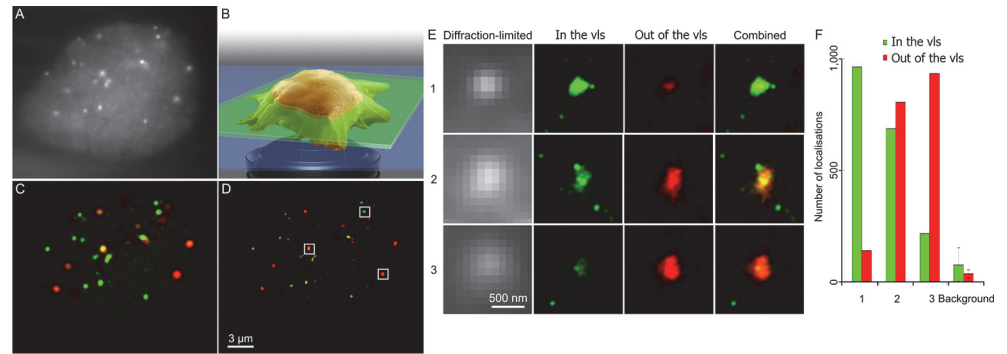 A
B
C
D
3 μm
E
Diffraction-limited
In the vls
Out of the vls
Combined
1
2
3
500 nm
F
In the vls
Out of the vls
Number of localisations
1,000
500
0
1 2 3 Background